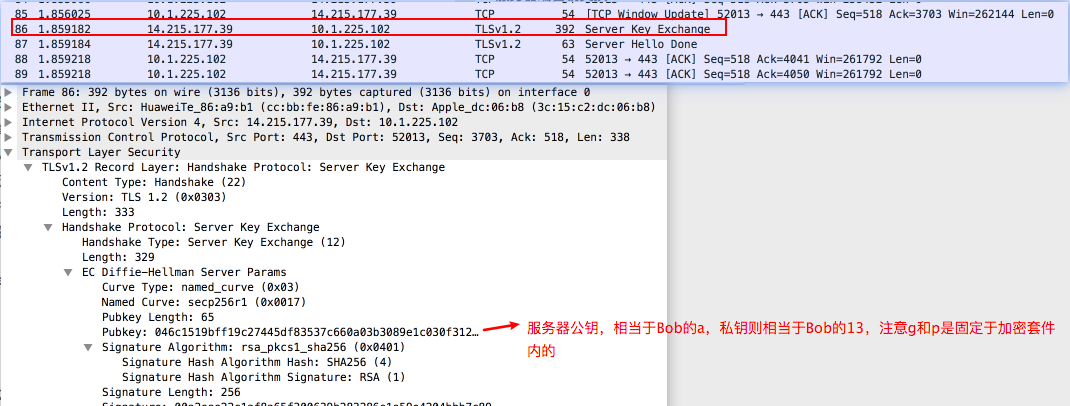 85 1.856025 10.1.225.102 14.215.177.39 TCP 54 [TCP Window Update] 52013 → 443 [ACK] Seq=518 Ack=3703 Win=262144 Len=0
86 1.859182 14.215.177.39 10.1.225.102 TLSv1.2 392 Server Key Exchange
87 1.859184 14.215.177.39 10.1.225.102 TLSv1.2 63 Server Hello Done
88 1.859218 10.1.225.102 14.215.177.39 TCP 54 52013 → 443 [ACK] Seq=518 Ack=4041 Win=261792 Len=0
89 1.859218 10.1.225.102 14.215.177.39 TCP 54 52013 → 443 [ACK] Seq=518 Ack=4050 Win=261792 Len=0
Frame 86: 392 bytes on wire (3136 bits), 392 bytes captured (3136 bits) on interface 0
Ethernet II, Src: HuaweiTe_86:a9:b1 (cc:bb:fe:86:a9:b1), Dst: Apple_dc:06:b8 (3c:15:c2:dc:06:b8)
Internet Protocol Version 4, Src: 14.215.177.39, Dst: 10.1.225.102
Transmission Control Protocol, Src Port: 443, Dst Port: 52013, Seq: 3703, Ack: 518, Len: 338
Transport Layer Security
TLSv1.2 Record Layer: Handshake Protocol: Server Key Exchange
Content Type: Handshake (22)
Version: TLS 1.2 (0x0303)
Length: 333
Handshake Protocol: Server Key Exchange
Handshake Type: Server Key Exchange (12)
Length: 329
EC Diffie-Hellman Server Params
Curve Type: named_curve (0x03)
Named Curve: secp256r1 (0x0017)
Pubkey Length: 65
Pubkey: 046c1519bff19c27445df83537c660a03b3089e1c030f312…
服务器公钥，相当于Bob的a，私钥则相当于Bob的13，注意g和p是固定于加密套件
内的
Signature Algorithm: rsa_pkcs1_sha256 (0x0401)
Signature Hash Algorithm Hash: SHA256 (4)
Signature Hash Algorithm Signature: RSA (1)
Signature Length: 256